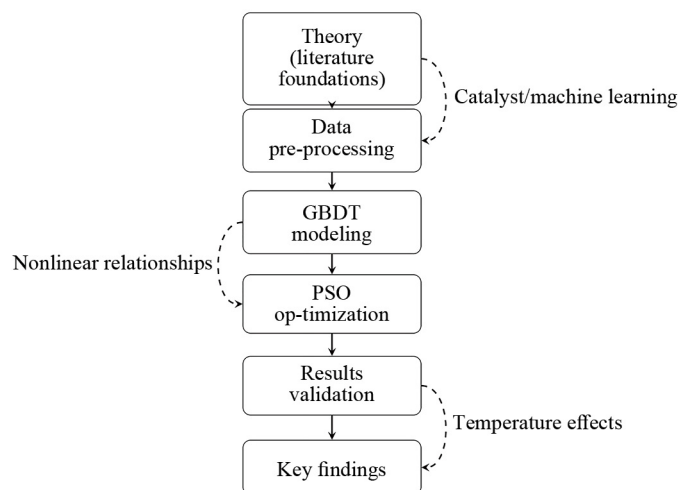 Theory
(literature
foundations)
Catalyst/machine learning
Data
pre-processing
GBDT
modeling
Nonlinear relationships
PSO
op-timization
Results
validation
Temperature effects
Key findings